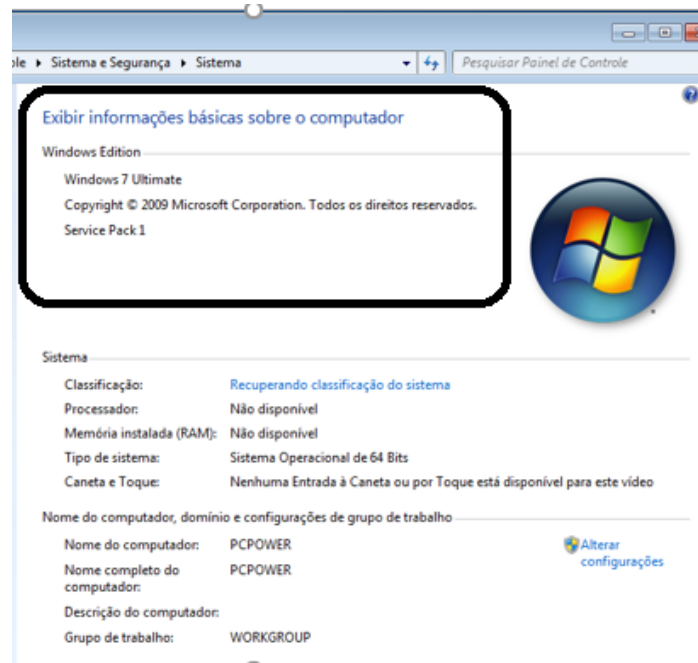 Sistema e Segurança Sistema
Pesquisar Painel de Controle
Exibir informações básicas sobre o computador
Windows Edition
Windows 7 Ultimate
Copyright © 2009 Microsoft Corporation. Todos os direitos reservados.
Service Pack 1
Sistema
Classificação: Recuperando classificação do sistema
Processador: Não disponível
Memória instalada (RAM): Não disponível
Tipo de sistema: Sistema Operacional de 64 Bits
Caneta e Toque: Nenhuma Entrada à Caneta ou por Toque está disponível para este vídeo
Nome do computador, domínio e configurações de grupo de trabalho
Nome do computador: PCPOWER
Alterar
configurações
Nome completo do
computador: PCPOWER
Descrição do computador:
Grupo de trabalho: WORKGROUP